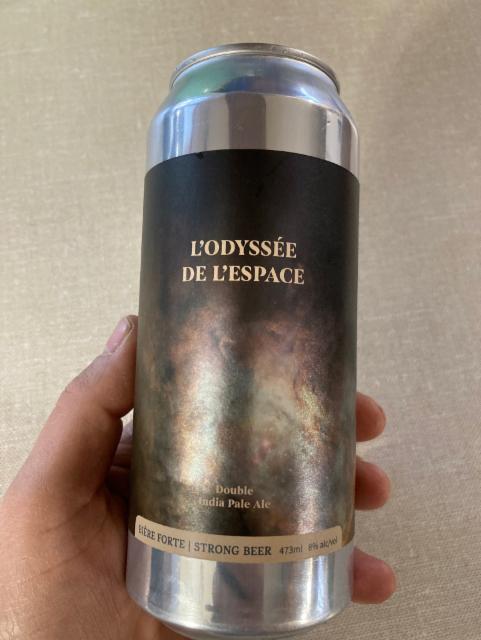 L'ODYSSÉE
DE L'ESPACE
Double
India Pale Ale
BIÈRE FORTE | STRONG BEER 473ml 8% alc/vol